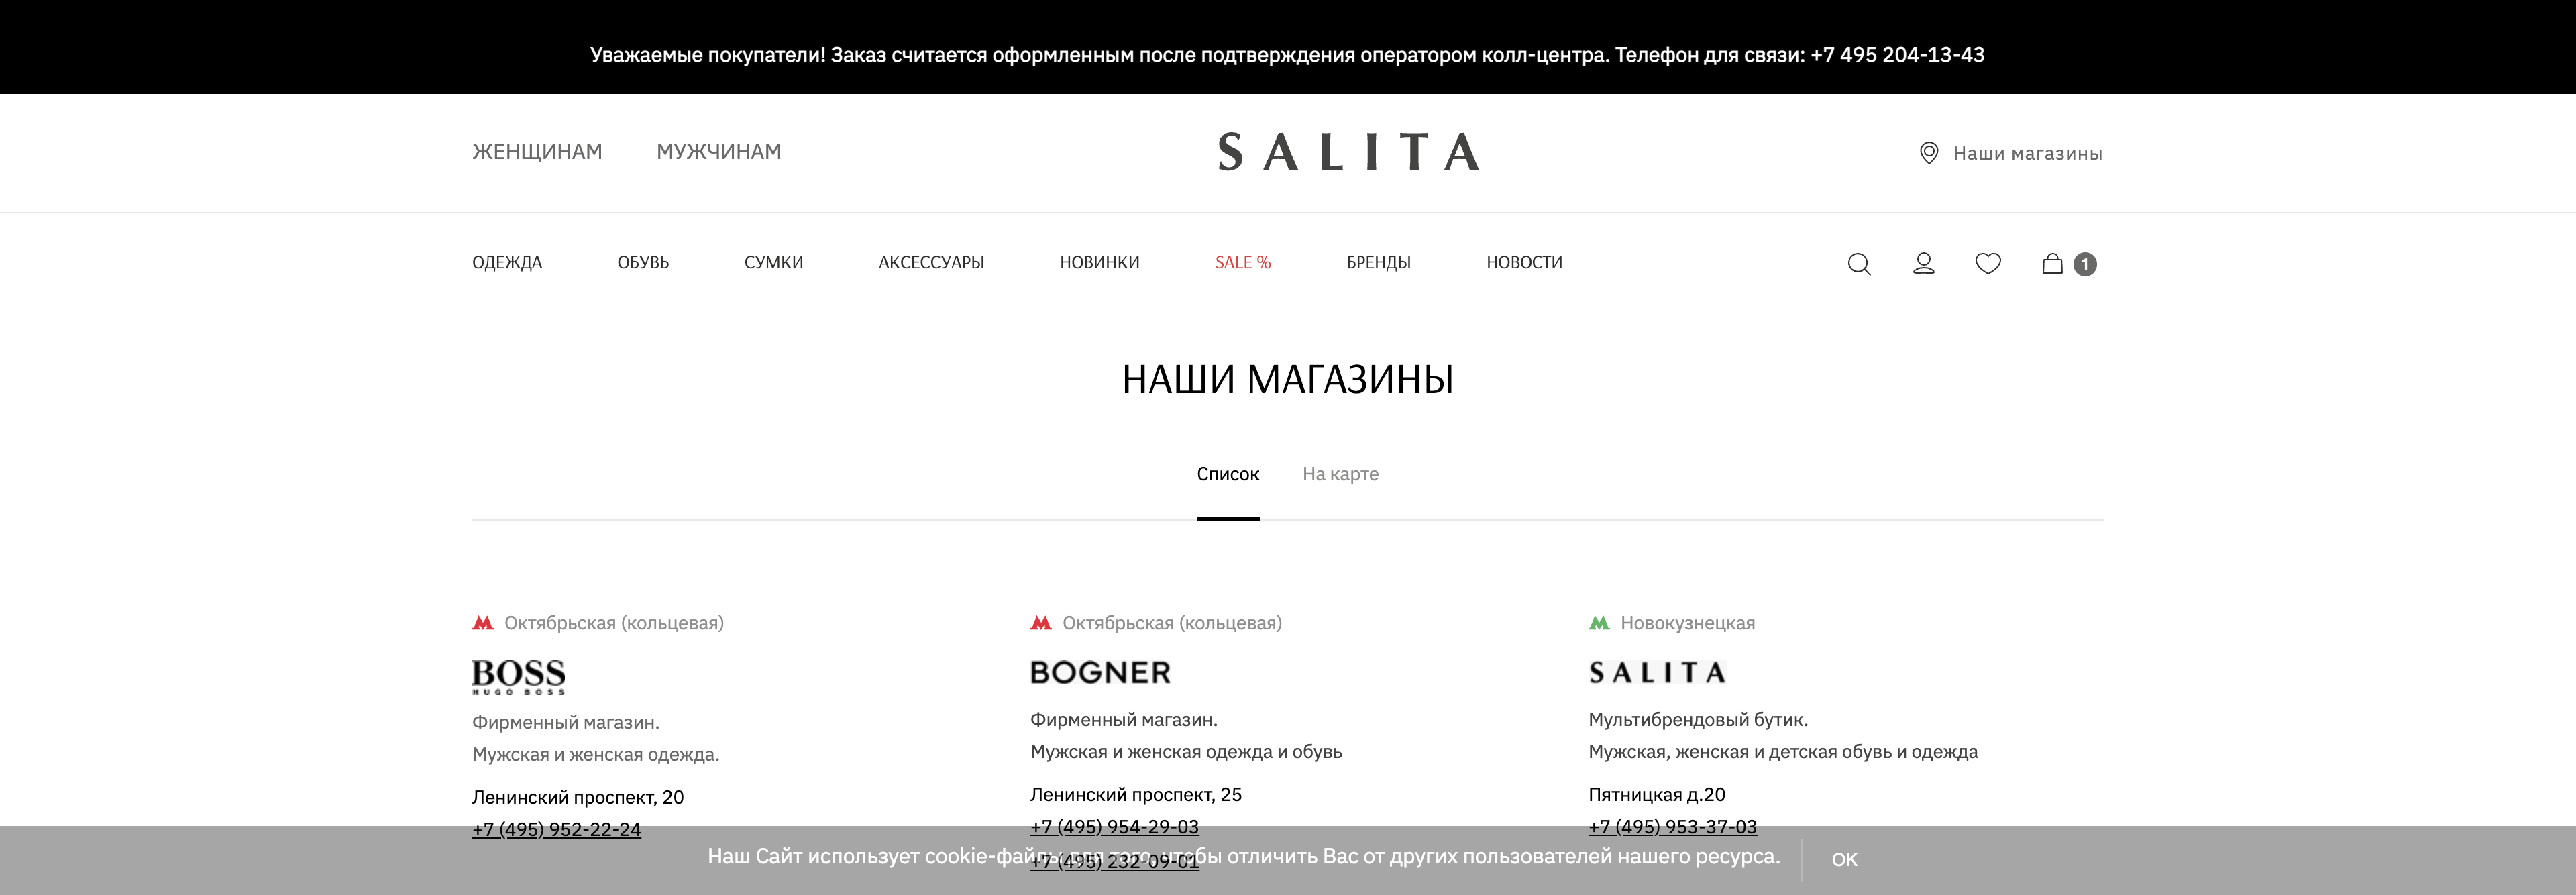 Уважаемые покупатели! Заказ считается оформленным после подтверждения оператором колл-центра. Телефон для связи: +7 495 204-13-43
ЖЕНЩИНАМ МУЖЧИНАМ SALITA Наши магазины
ОДЕЖДА ОБУВЬ СУМКИ АКСЕССУАРЫ НОВИНКИ SALE % БРЕНДЫ НОВОСТИ 1
НАШИ МАГАЗИНЫ
Список На карте
Октябрьская (кольцевая)
BOSS
HUGO BOSS
Фирменный магазин.
Мужская и женская одежда.
Ленинский проспект, 20
+7 (495) 952-22-24
Октябрьская (кольцевая)
BOGNER
Фирменный магазин.
Мужская и женская одежда и обувь
Ленинский проспект, 25
+7 (495) 954-29-03
+7 (495) 232-09-01
Новокузнецкая
SALITA
Мультибрендовый бутик.
Мужская, женская и детская обувь и одежда
Пятницкая д.20
+7 (495) 953-37-03
Наш Сайт использует cookie-файлы для того, чтобы отличить Вас от других пользователей нашего ресурса. OK